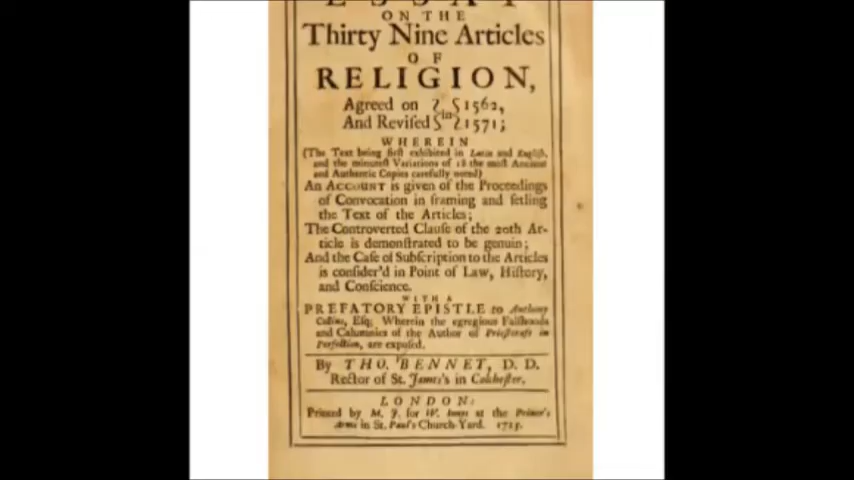 ESSAY
ON THE
Thirty Nine Articles
OF
RELIGION,
Agreed on in 1562,
And Reviſed 1571;
WHEREIN
(The Text being firſt exhibited in Latin and Engliſh,
and the minuteſt Variations of 18 the moſt Ancient
and Authentic Copies carefully noted)
An ACCOUNT is given of the Proceedings
of Convocation in framing and ſetling
the Text of the Articles;
The Controverted Clauſe of the 20th Ar-
ticle is demonſtrated to be genuin;
And the Caſe of Subſcription to the Articles
is conſider'd in Point of Law, Hiſtory,
and Conſcience.
WITH A
PREFATORY EPISTLE to Anthony
Collins, Eſq; Wherein the egregious Falſhoods
and Calumnies of the Author of Prieſtcraft in
Perfection, are expoſed.
By THO. BENNET, D. D.
Rector of St. James's in Colcheſter.
LONDON:
Printed by M. J. for W. Innys at the Prince's
Arms in St. Paul's Church-Yard. 1715.